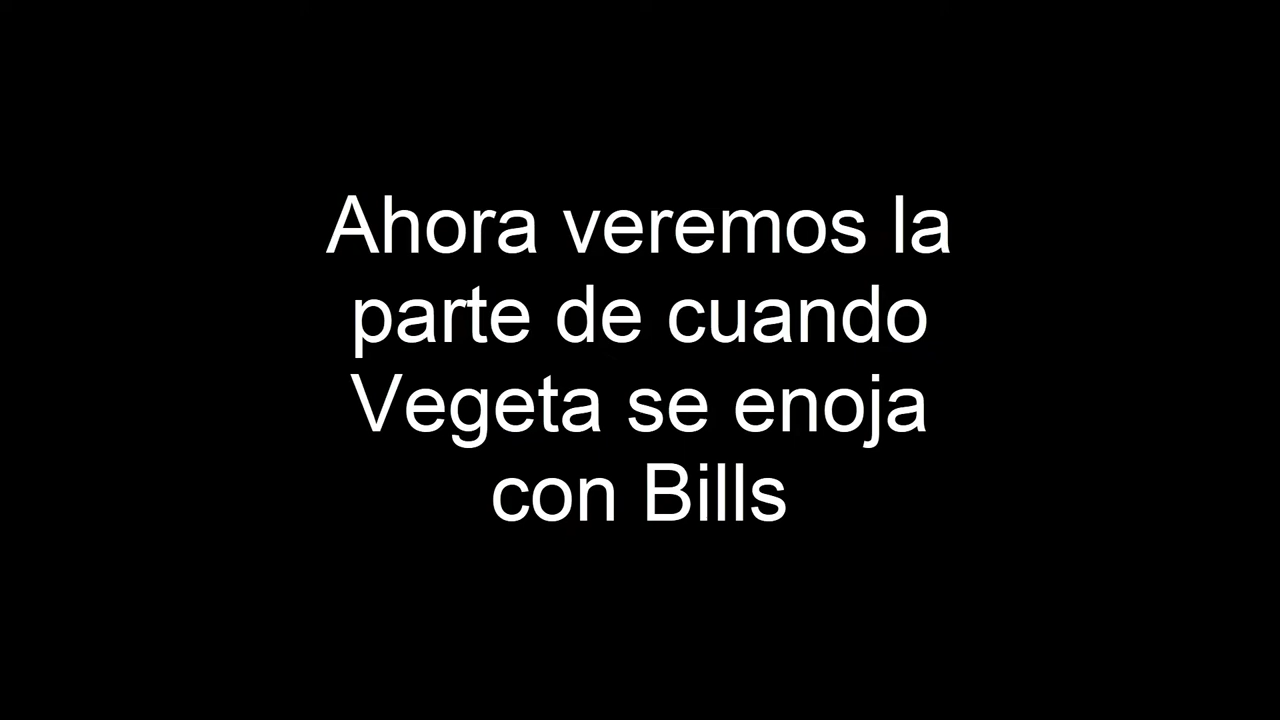 Ahora veremos la
parte de cuando
Vegeta se enoja
con Bills